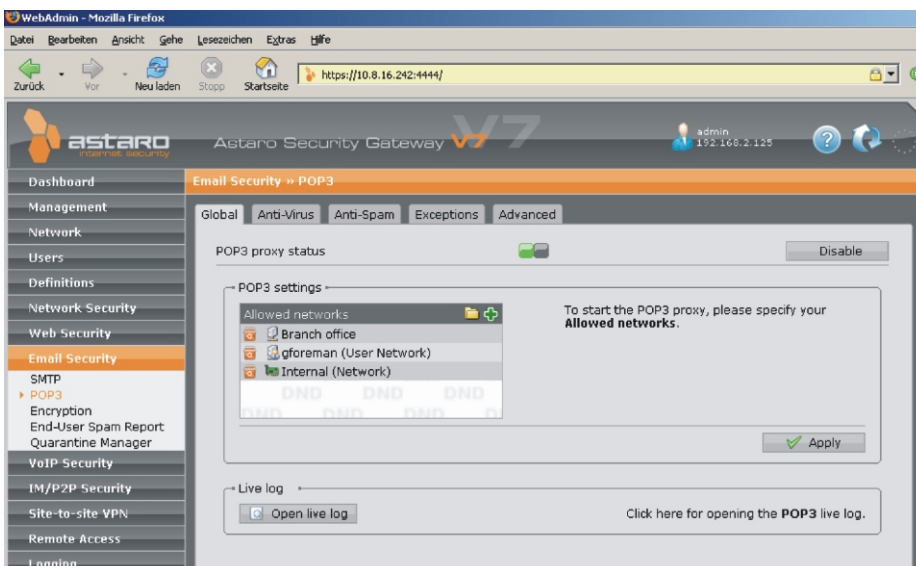 WebAdmin - Mozilla Firefox
Datei Bearbeiten Ansicht Gehe Lesezeichen Extras Hilfe
Zurück Vor Neu laden Stopp Startseite https://10.8.16.242:4444/
astaro
internet security
Astaro Security Gateway V7
V7
admin
192.168.2.125
Dashboard
Management
Network
Users
Definitions
Network Security
Web Security
Email Security
SMTP
POP3
Encryption
End-User Spam Report
Quarantine Manager
VoIP Security
IM/P2P Security
Site-to-site VPN
Remote Access
Logging
Email Security » POP3
Global Anti-Virus Anti-Spam Exceptions Advanced
POP3 proxy status Disable
POP3 settings
Allowed networks
Branch office
gforeman (User Network)
Internal (Network)
DND DND DND
DND DND DND D
To start the POP3 proxy, please specify your
Allowed networks.
Apply
Live log
Open live log Click here for opening the POP3 live log.